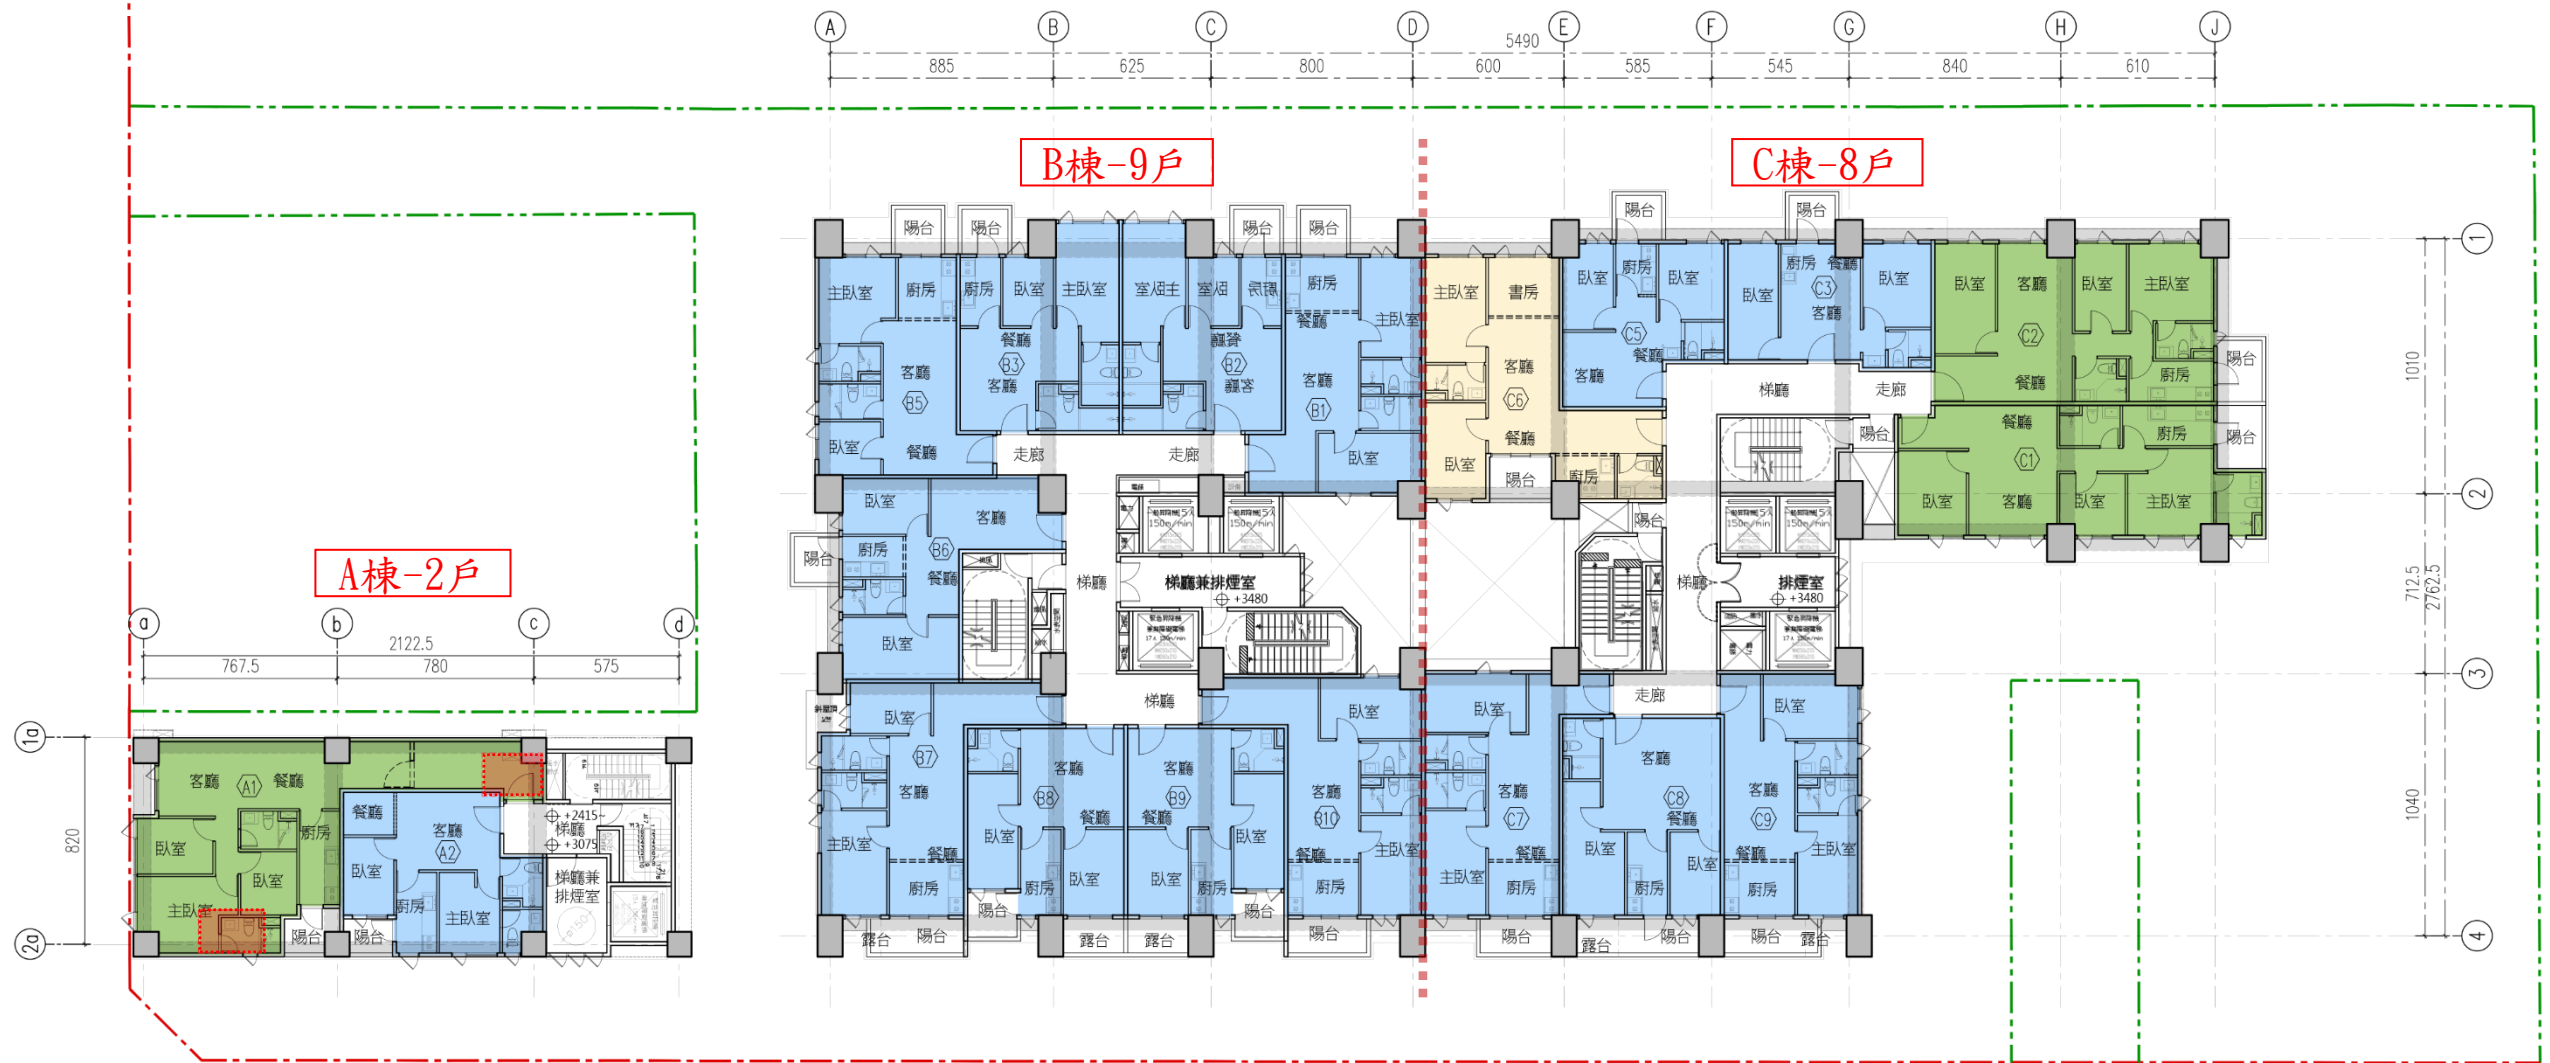 A B C D E F G H J
5490
885 625 800 600 585 545 840 610
B棟-9戶
C棟-8戶
陽台 陽台 陽台 陽台 陽台 陽台
1
主臥室 廚房 廚房 臥室 主臥室 主臥室 臥室 廚房 廚房 主臥室
餐廳 B3 客廳
餐廳 B2 客廳
餐廳 客廳 B1 臥室
客廳 B5 餐廳 臥室
主臥室 書房 客廳 C6 餐廳 臥室 陽台 廚房
臥室 廚房 臥室 C5 餐廳 客廳
臥室 廚房 餐廳 C3 客廳 臥室
臥室 客廳 臥室 主臥室 C2 餐廳 廚房 陽台
梯廳 走廊
走廊 走廊
陽台
餐廳 C1 廚房 陽台
臥室 客廳 臥室 主臥室
1010
2
臥室 客廳 廚房 B6 餐廳 臥室 陽台
150m/min 150m/min
陽台
150m/min 150m/min
A棟-2戶
梯廳 梯廳兼排煙室
+3480
梯廳 排煙室
+3480
712.5
2762.5
a b c d
2122.5
767.5 780 575
梯廳
走廊
3
臥室 B7 客廳 主臥室 餐廳 廚房
客廳 B8 餐廳 臥室 廚房 臥室 陽台
客廳 B9 餐廳 臥室 臥室 廚房 陽台
臥室 客廳 B10 餐廳 主臥室 廚房
臥室 客廳 C7 餐廳 主臥室 廚房
客廳 C8 餐廳 臥室 廚房 臥室
臥室 客廳 C9 餐廳 主臥室 廚房
1040
1a
客廳 A1 餐廳 廚房
臥室 臥室 主臥室 陽台
餐廳 客廳 A2 臥室 廚房 主臥室 陽台
+2415~
梯廳
+3075
梯廳兼
排煙室
820
2a
露台 陽台 露台 露台 陽台 陽台 露台 陽台 陽台 露台
4